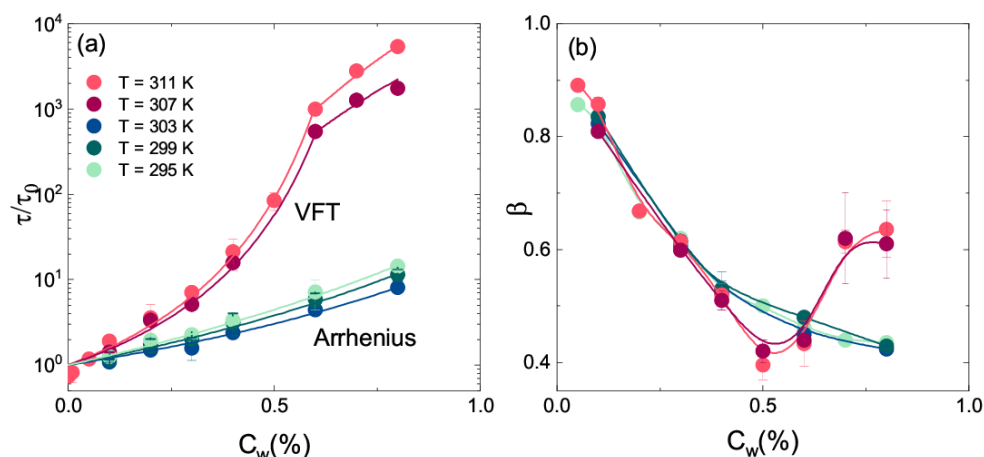 (a)
10⁴
10³
10²
10¹
10⁰
τ/τ₀
T = 311 K
T = 307 K
T = 303 K
T = 299 K
T = 295 K
VFT
Arrhenius
0.0 0.5 1.0
C_w(%)
(b)
1.0
0.8
0.6
0.4
β
0.0 0.5 1.0
C_w(%)